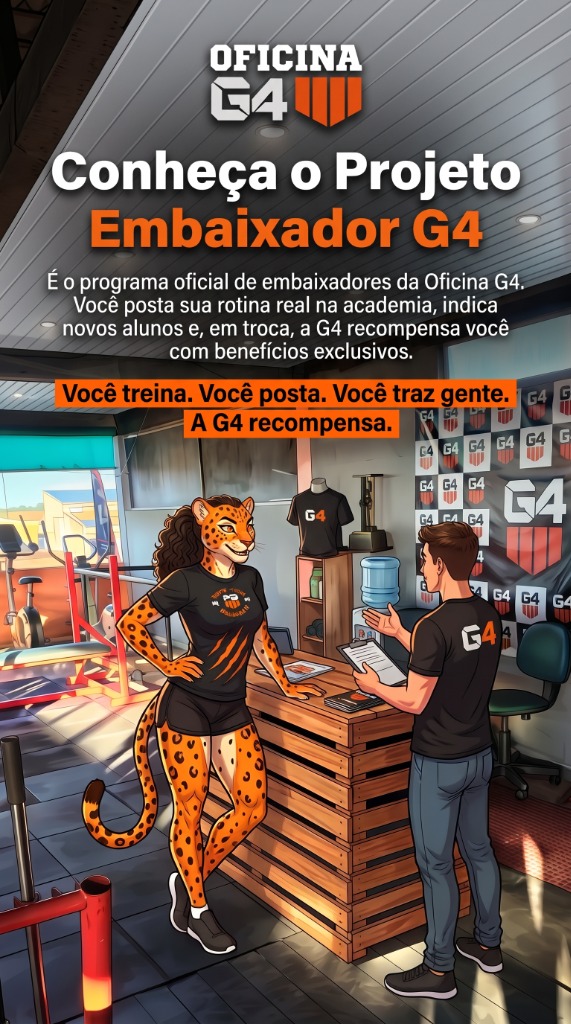 OFICINA
G4
Conheça o Projeto
Embaixador G4
É o programa oficial de embaixadores da Oficina G4.
Você posta sua rotina real na academia, indica
novos alunos e, em troca, a G4 recompensa você
com benefícios exclusivos.
Você treina. Você posta. Você traz gente.
A G4 recompensa.
G4
G4
G4